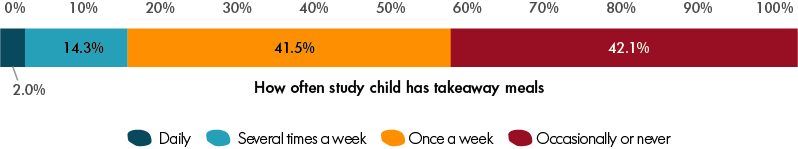 0% 10% 20% 30% 40% 50% 60% 70% 80% 90% 100%
14.3% 41.5% 42.1%
2.0%
How often study child has takeaway meals
Daily Several times a week Once a week Occasionally or never